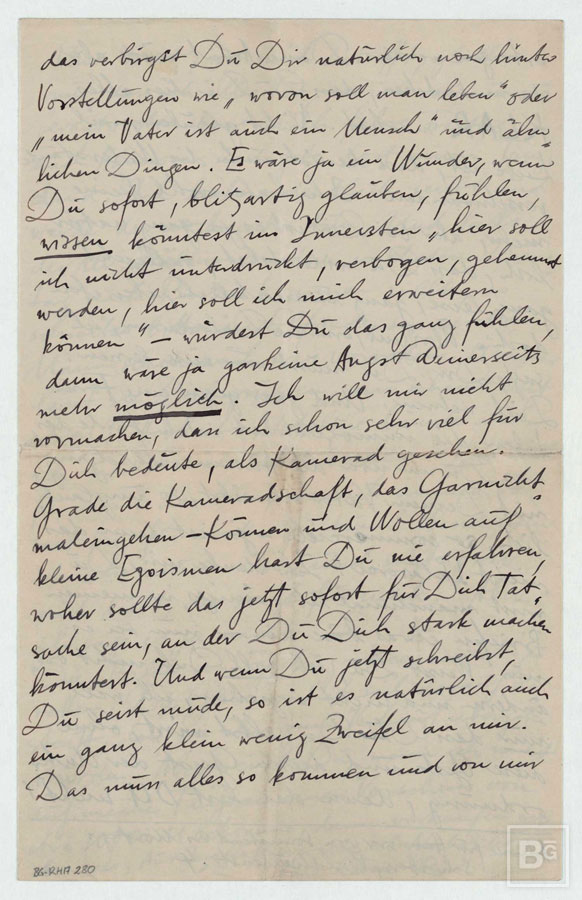 das verbirgst Du Dir natürlich noch hinter
Vorstellungen wie „wovon soll man leben" oder
„mein Vater ist auch ein Mensch" und ähn
lichen Dingen. Es wäre ja ein Wunder, wenn
Du sofort, blitzartig glauben, fühlen,
wissen könntest im Innersten „hier soll
ich nicht unterdrückt, verbogen, gehemmt
werden, hier soll ich mich erweitern
können" – würdest Du das ganz fühlen,
dann wäre ja garkeine Angst Deinerseits
mehr möglich. Ich will mir nicht
vormachen, dass ich schon sehr viel für
Dich bedeute, als Kamerad gesehen.
Grade die Kameradschaft, das Garnicht
maleingehen-Können und Wollen auf
kleine Egoismen hast Du nie erfahren,
woher sollte das jetzt sofort für Dich Tat-
sache sein, an der Du Dich stark machen
könntest. Und wenn Du jetzt schreibst,
Du seist müde, so ist es natürlich auch
ein ganz klein wenig Zweifel an mir.
Das muss alles so kommen und von mir
BG-RHA 280
BG